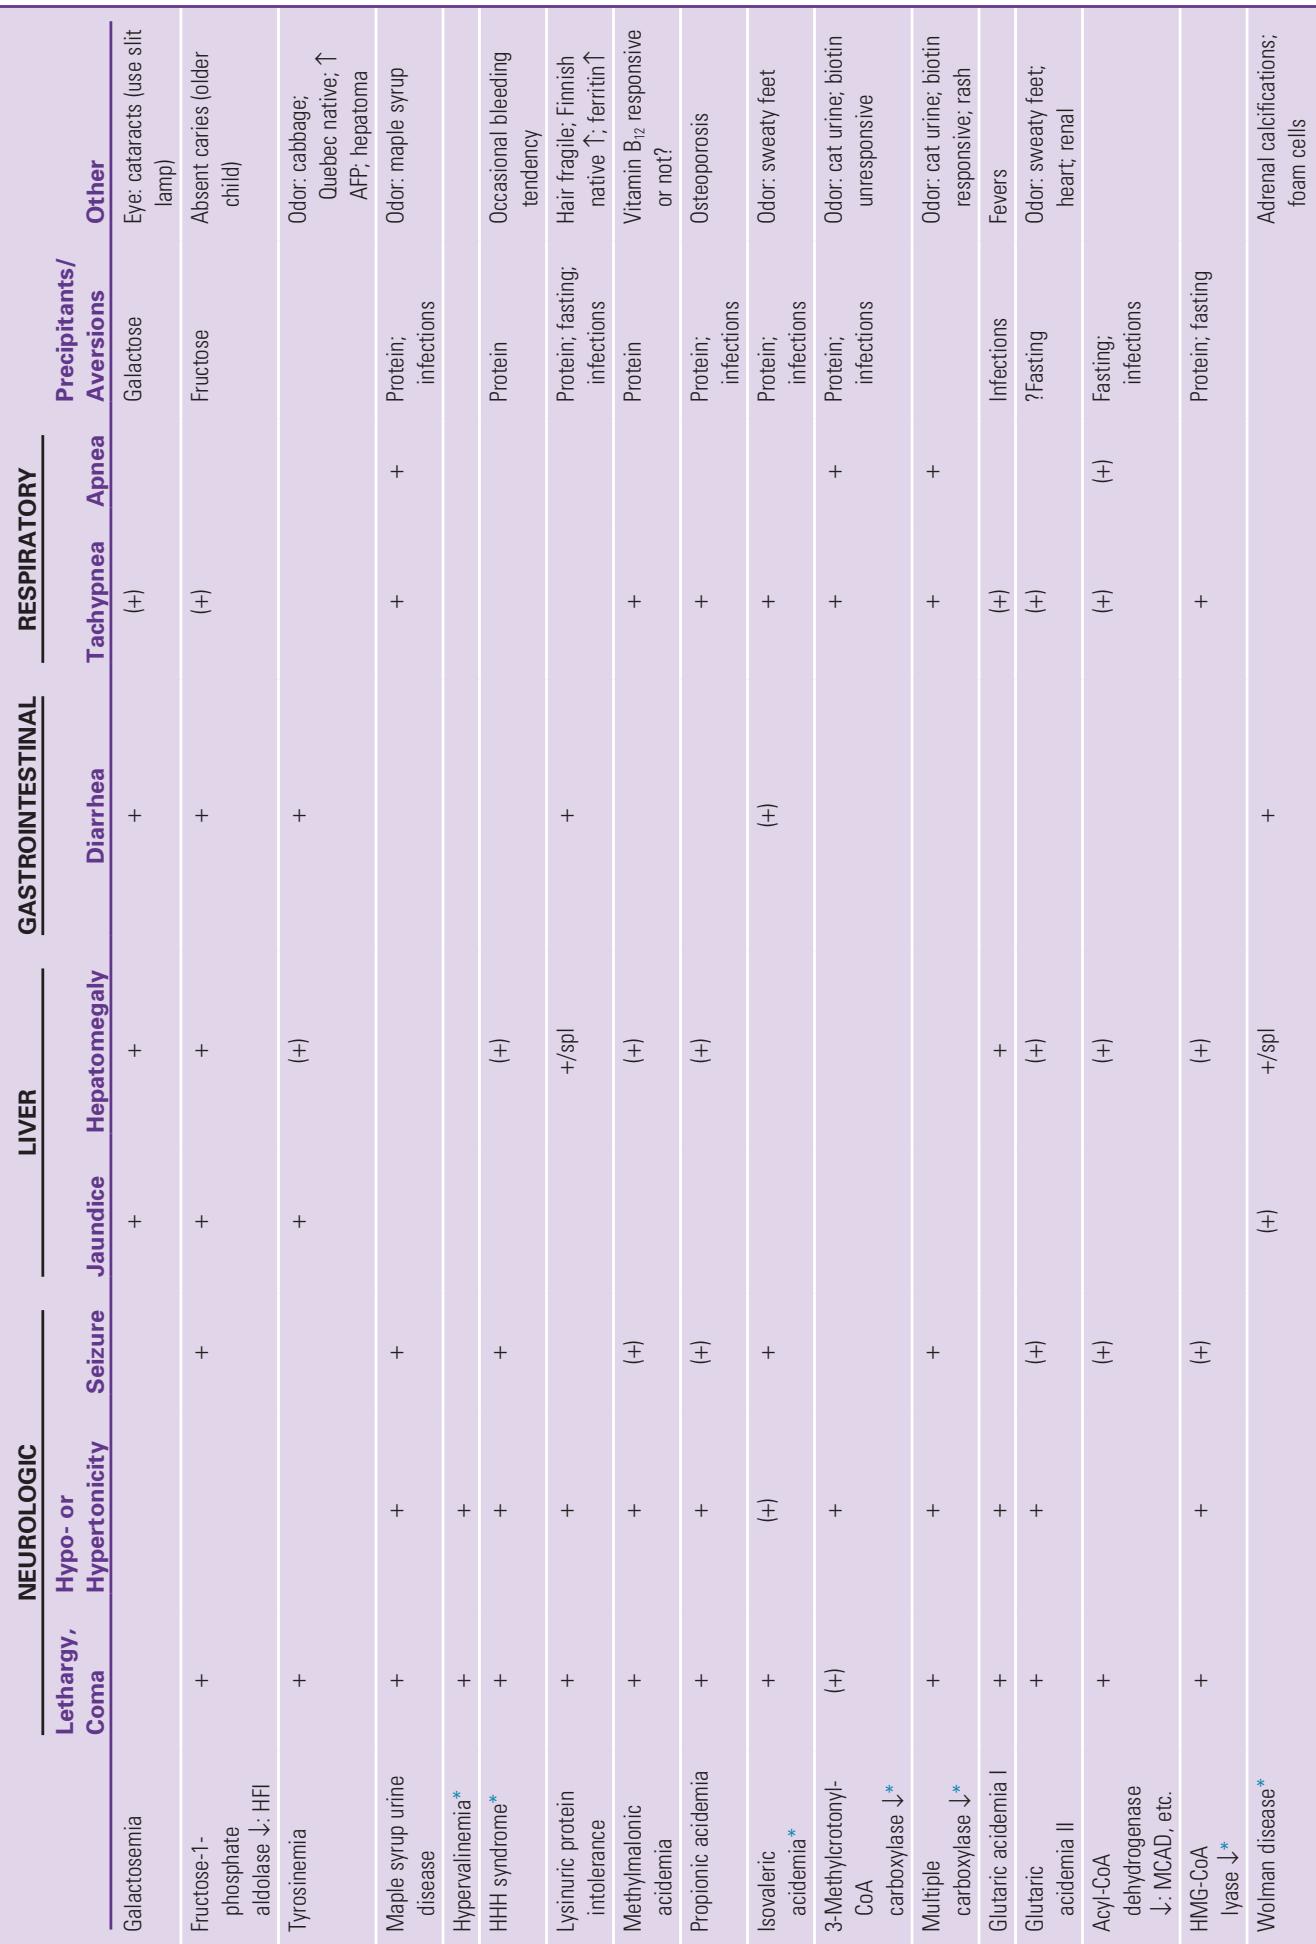 NEUROLOGIC LIVER GASTROINTESTINAL RESPIRATORY
Lethargy, Hypo- or Precipitants/
Coma Hypertonicity Seizure Jaundice Hepatomegaly Diarrhea Tachypnea Apnea Aversions Other
Galactosemia + + + (+) Galactose Eye: cataracts (use slit
lamp)
Fructose-1- + + + + + (+) Fructose Absent caries (older
phosphate child)
aldolase ↓: HFI
Tyrosinemia + + (+) + Odor: cabbage;
Quebec native; ↑
AFP; hepatoma
Maple syrup urine + + + + + Protein; Odor: maple syrup
disease infections
Hypervalinemia* + +
HHH syndrome* + + + (+) Protein Occasional bleeding
tendency
Lysinuric protein + + +/spl + Protein; fasting; Hair fragile; Finnish
intolerance infections native ↑; ferritin↑
Methylmalonic + + (+) (+) + Protein Vitamin B12 responsive
acidemia or not?
Propionic acidemia + + (+) (+) + Protein; Osteoporosis
infections
Isovaleric + (+) + (+) + Protein; Odor: sweaty feet
acidemia* infections
3-Methylcrotonyl- (+) + + + Protein; Odor: cat urine; biotin
CoA infections unresponsive
carboxylase ↓*
Multiple + + + + + Odor: cat urine; biotin
carboxylase ↓* responsive; rash
Glutaric acidemia I + + + (+) Infections Fevers
Glutaric + + (+) (+) (+) ?Fasting Odor: sweaty feet;
acidemia II heart; renal
Acyl-CoA + (+) (+) (+) (+) Fasting;
dehydrogenase infections
↓: MCAD, etc.
HMG-CoA + + (+) (+) + Protein; fasting
lyase ↓*
Wolman disease* (+) +/spl + Adrenal calcifications;
foam cells